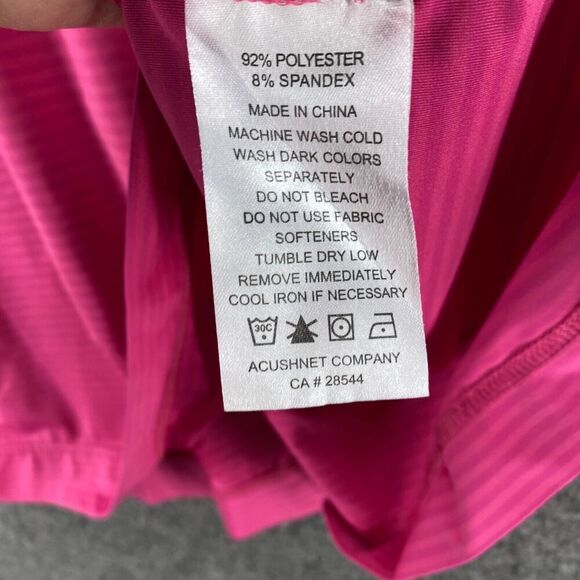 92% POLYESTER
8% SPANDEX
MADE IN CHINA
MACHINE WASH COLD
WASH DARK COLORS
SEPARATELY
DO NOT BLEACH
DO NOT USE FABRIC
SOFTENERS
TUMBLE DRY LOW
REMOVE IMMEDIATELY
COOL IRON IF NECESSARY
30C
ACUSHNET COMPANY
CA # 28544